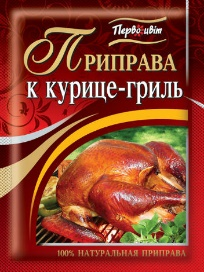 Первоцвіт
ПРИПРАВА
К КУРИЦЕ-ГРИЛЬ
100% НАТУРАЛЬНАЯ ПРИПРАВА